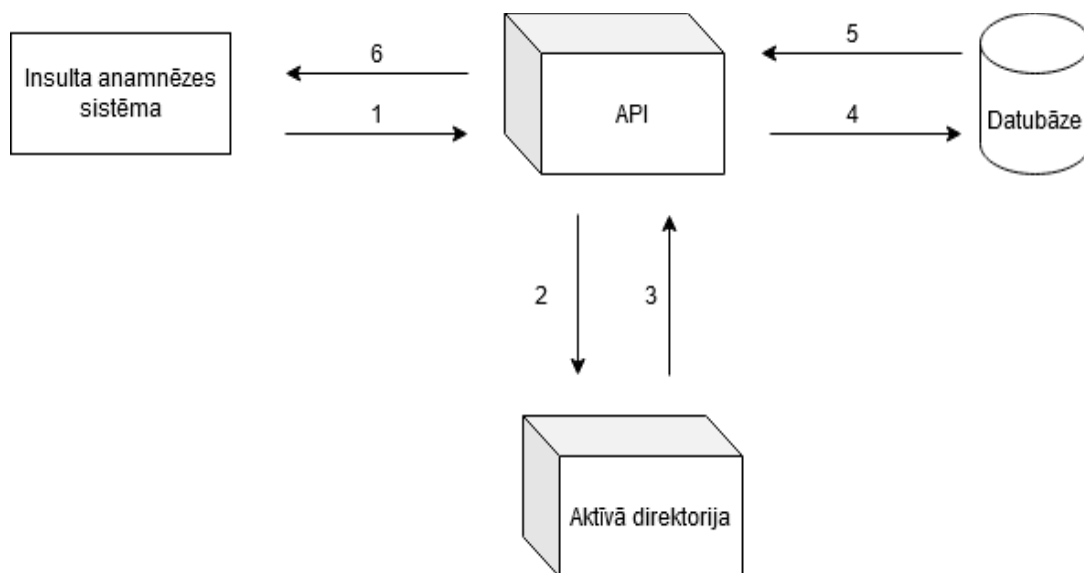 Insulta anamnēzes
sistēma
6
1
API
5
4
Datubāze
2
3
Aktīvā direktorija